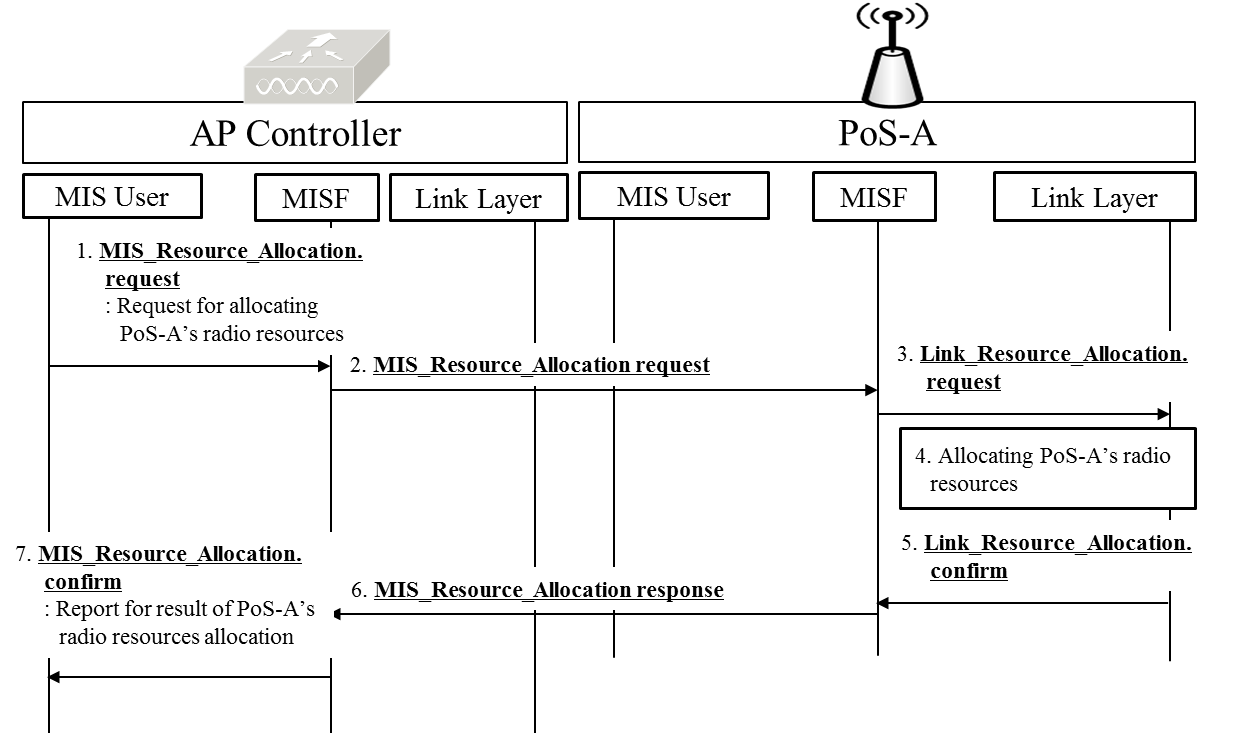 AP Controller
PoS-A
MIS User
MISF
Link Layer
MIS User
MISF
Link Layer
1. MIS_Resource_Allocation.
request
: Request for allocating
PoS-A's radio resources
2. MIS_Resource_Allocation request
3. Link_Resource_Allocation.
request
4. Allocating PoS-A's radio
resources
5. Link_Resource_Allocation.
confirm
6. MIS_Resource_Allocation response
7. MIS_Resource_Allocation.
confirm
: Report for result of PoS-A's
radio resources allocation